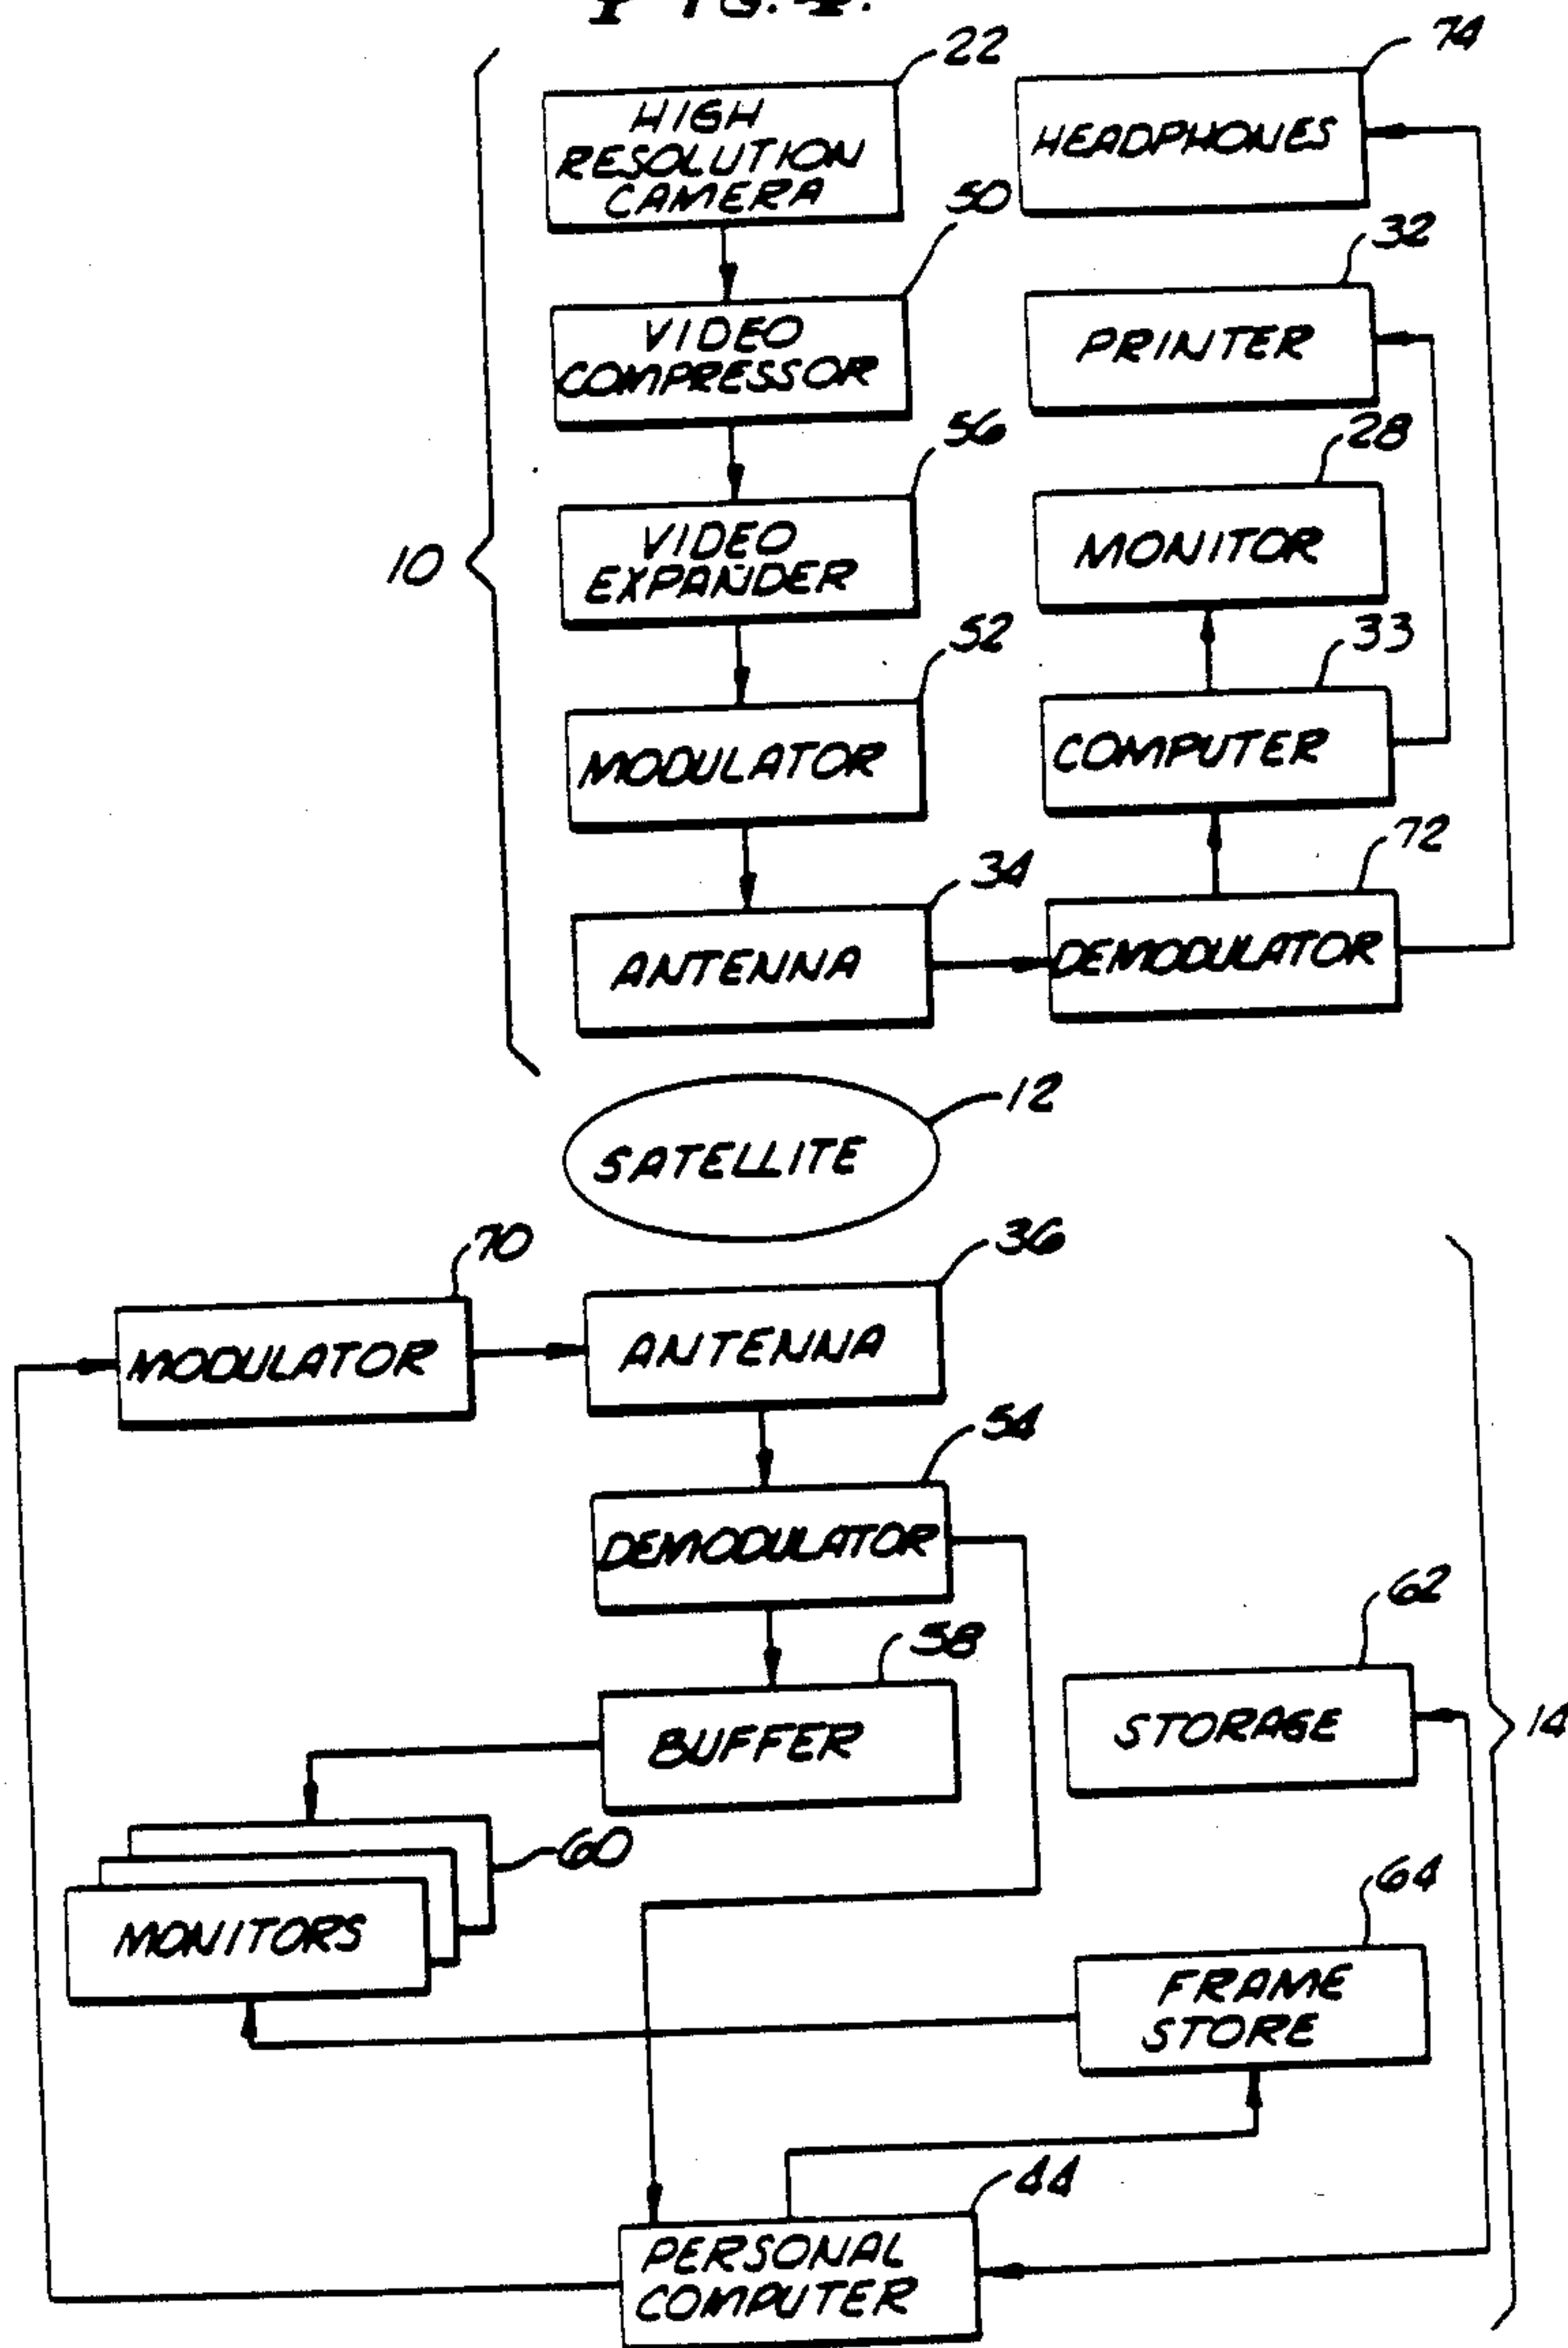 22
74
HIGH
RESOLUTION
CAMERA
HEADPHONES
50
32
VIDEO
COMPRESSOR
PRINTER
56
28
10
VIDEO
EXPANDER
MONITOR
52
33
MODULATOR
COMPUTER
34
72
ANTENNA
DEMODULATOR
12
SATELLITE
70
36
MODULATOR
ANTENNA
54
DEMODULATOR
62
58
STORAGE
14
BUFFER
60
64
MONITORS
FRAME
STORE
44
PERSONAL
COMPUTER